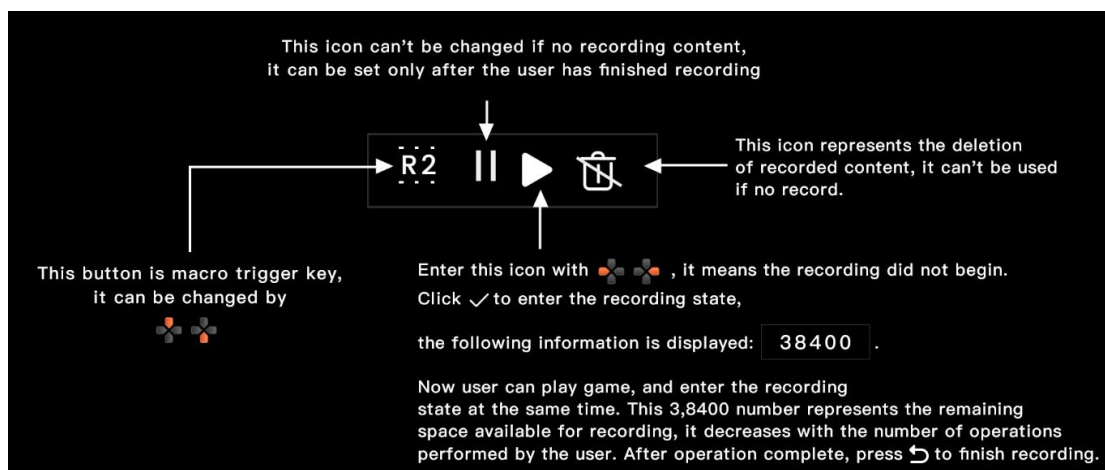 This icon can't be changed if no recording content,
it can be set only after the user has finished recording
R2
This icon represents the deletion
of recorded content, it can't be used
if no record.
This button is macro trigger key,
it can be changed by
Enter this icon with , it means the recording did not begin.
Click ✓ to enter the recording state,
the following information is displayed: 38400 .
Now user can play game, and enter the recording
state at the same time. This 3,8400 number represents the remaining
space available for recording, it decreases with the number of operations
performed by the user. After operation complete, press ⮌ to finish recording.